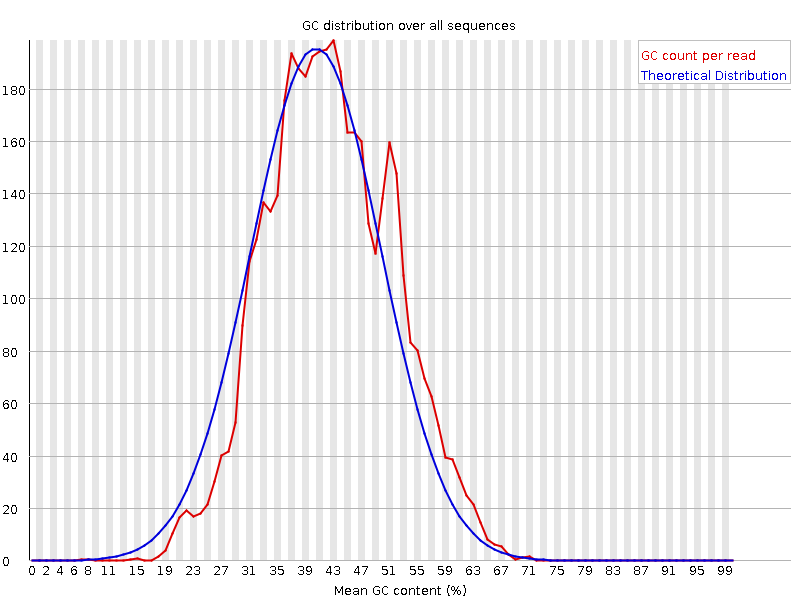 GC distribution over all sequences
GC count per read
Theoretical Distribution
180
160
140
120
100
80
60
40
20
0
0 2 4 6 8 11 15 19 23 27 31 35 39 43 47 51 55 59 63 67 71 75 79 83 87 91 95 99
Mean GC content (%)